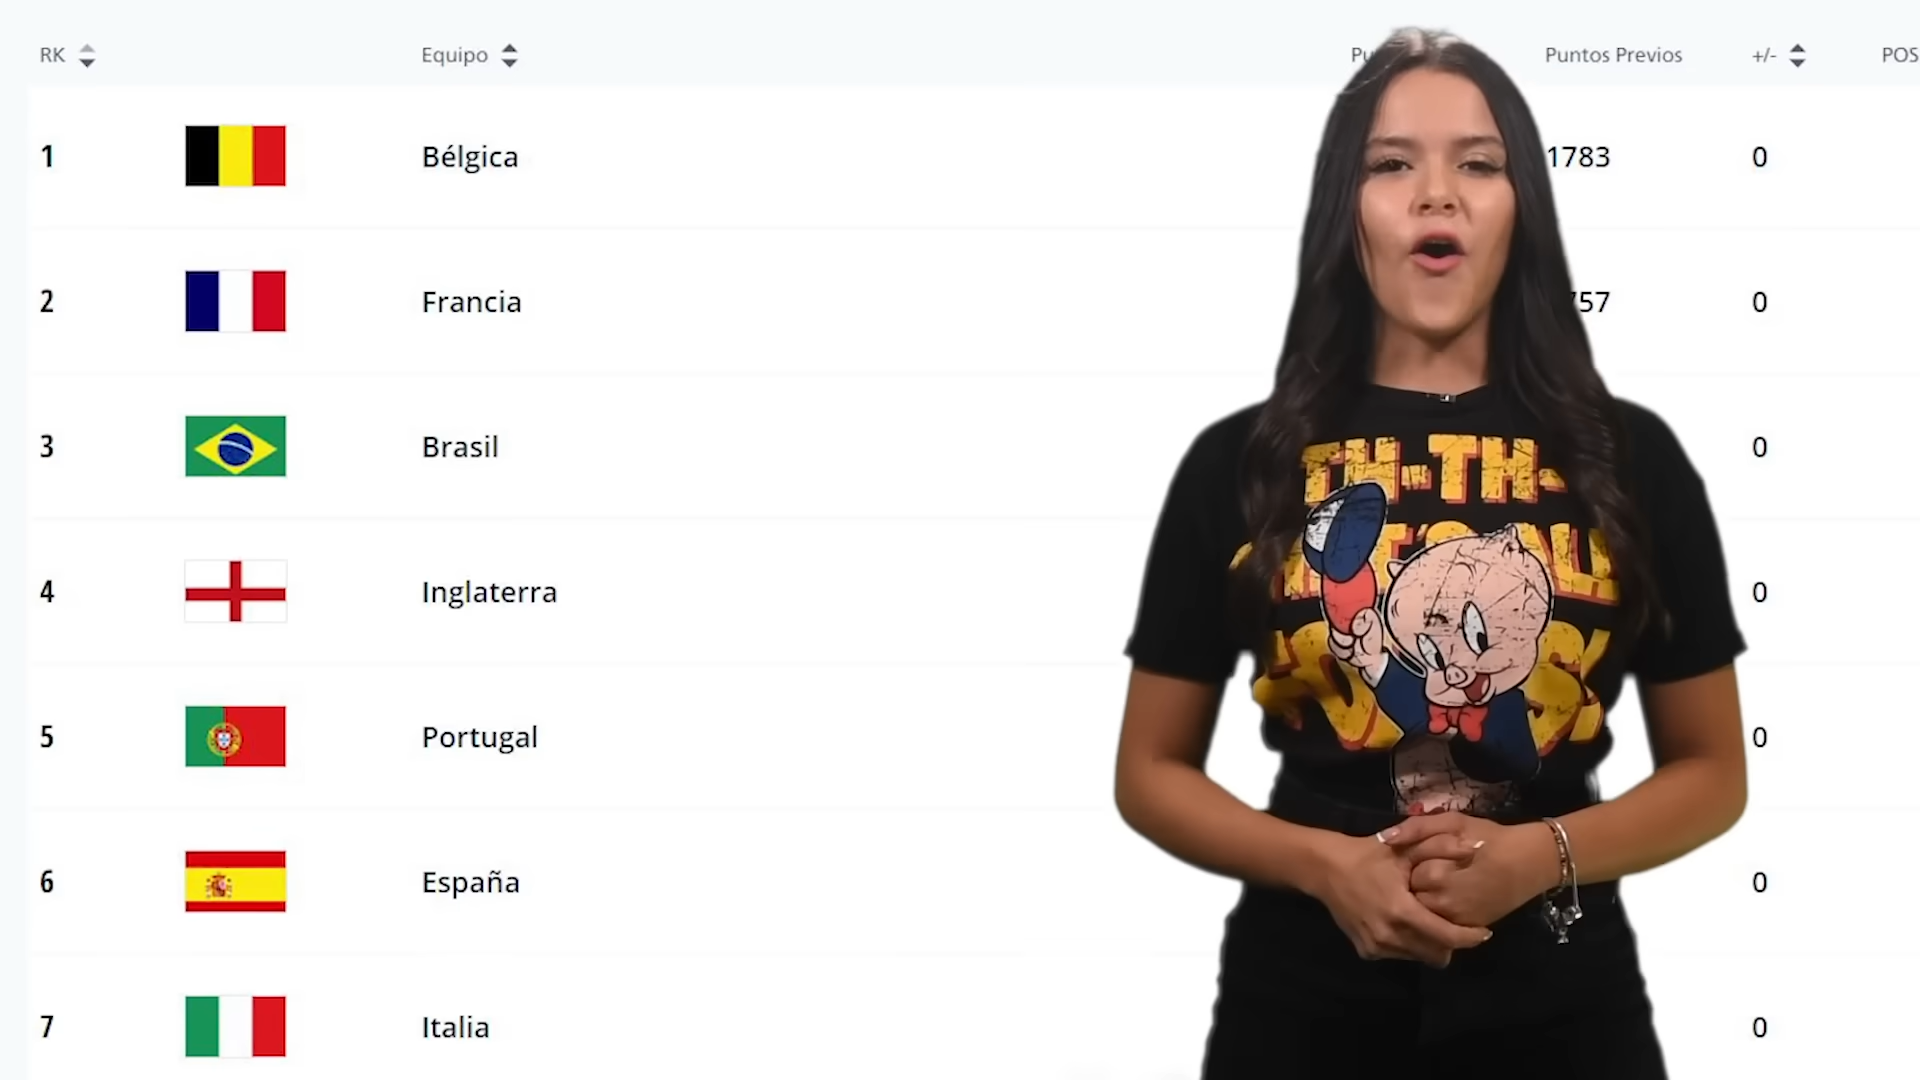 RK Equipo Puntos Previos +/- POS
1 Bélgica 1783 0
2 Francia 0
3 Brasil 0
4 Inglaterra 0
5 Portugal 0
6 España 0
7 Italia 0
TH-TH-